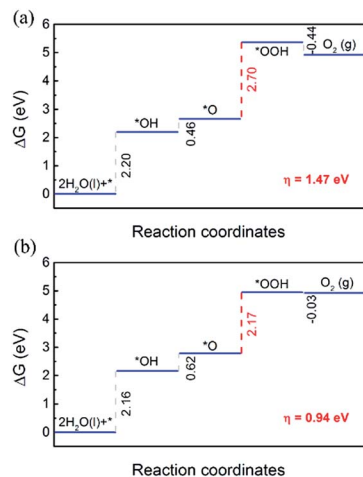 (a)
6
5
4
3
2
1
0
ΔG (eV)
2H₂O(l)+*
2.20
*OH
0.46
*O
2.70
*OOH
-0.44
O₂ (g)
η = 1.47 eV
Reaction coordinates
(b)
6
5
4
3
2
1
0
ΔG (eV)
2H₂O(l)+*
2.16
*OH
0.62
*O
2.17
*OOH
-0.03
O₂ (g)
η = 0.94 eV
Reaction coordinates